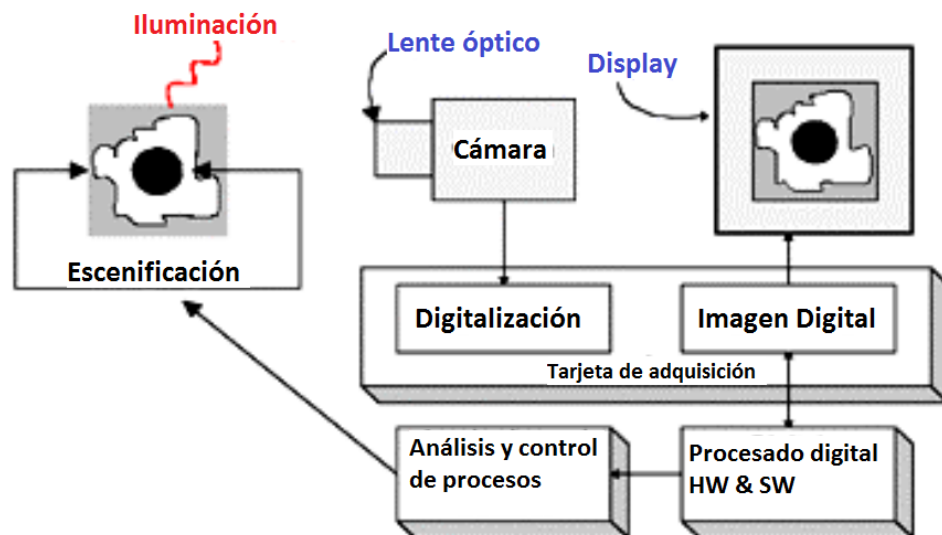 Iluminación
Lente óptico
Display
Cámara
Escenificación
Digitalización
Imagen Digital
Tarjeta de adquisición
Análisis y control
de procesos
Procesado digital
HW & SW